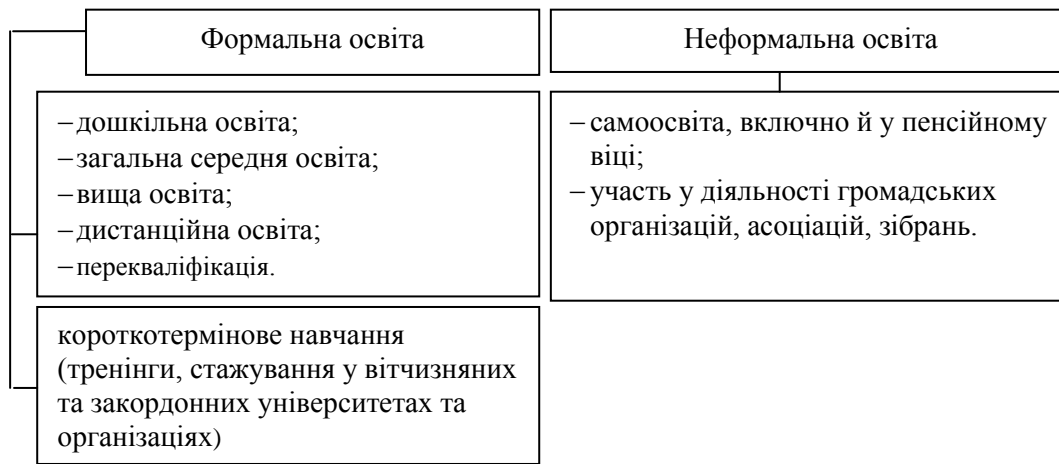 Формальна освіта
Неформальна освіта
–дошкільна освіта;
–загальна середня освіта;
–вища освіта;
–дистанційна освіта;
–перекваліфікація.
–самоосвіта, включно й у пенсійному
віці;
–участь у діяльності громадських
організацій, асоціацій, зібрань.
короткотермінове навчання
(тренінги, стажування у вітчизняних
та закордонних університетах та
організаціях)